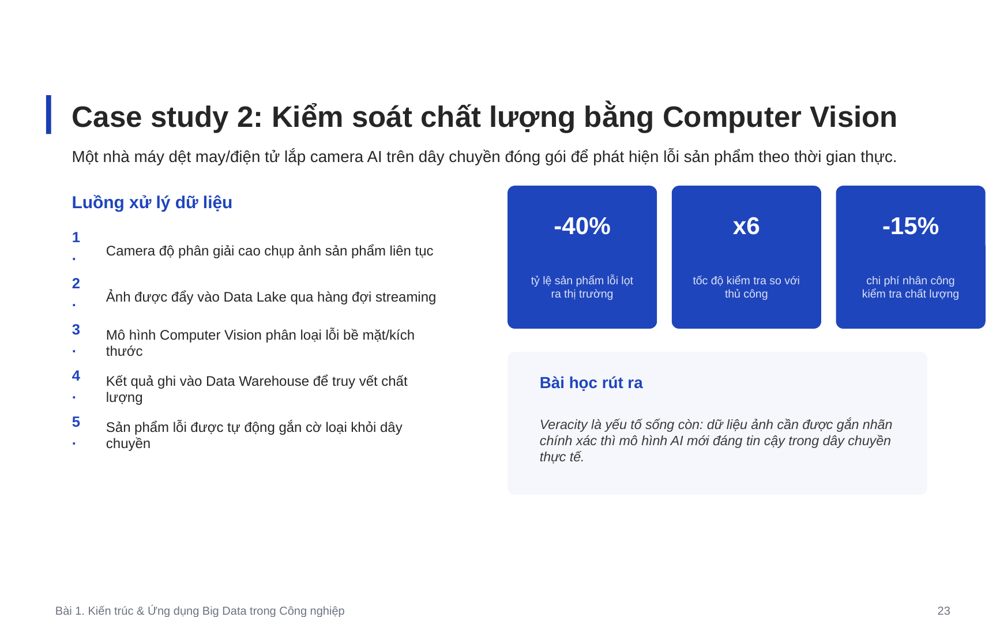 Case study 2: Kiểm soát chất lượng bằng Computer Vision
Một nhà máy dệt may/điện tử lắp camera AI trên dây chuyền đóng gói để phát hiện lỗi sản phẩm theo thời gian thực.
Luồng xử lý dữ liệu
1
.
Camera độ phân giải cao chụp ảnh sản phẩm liên tục
2
.
Ảnh được đẩy vào Data Lake qua hàng đợi streaming
3
.
Mô hình Computer Vision phân loại lỗi bề mặt/kích
thước
4
.
Kết quả ghi vào Data Warehouse để truy vết chất
lượng
5
.
Sản phẩm lỗi được tự động gắn cờ loại khỏi dây
chuyền
-40%
tỷ lệ sản phẩm lỗi lọt
ra thị trường
x6
tốc độ kiểm tra so với
thủ công
-15%
chi phí nhân công
kiểm tra chất lượng
Bài học rút ra
Veracity là yếu tố sống còn: dữ liệu ảnh cần được gắn nhãn
chính xác thì mô hình AI mới đáng tin cậy trong dây chuyền
thực tế.
Bài 1. Kiến trúc & Ứng dụng Big Data trong Công nghiệp
23